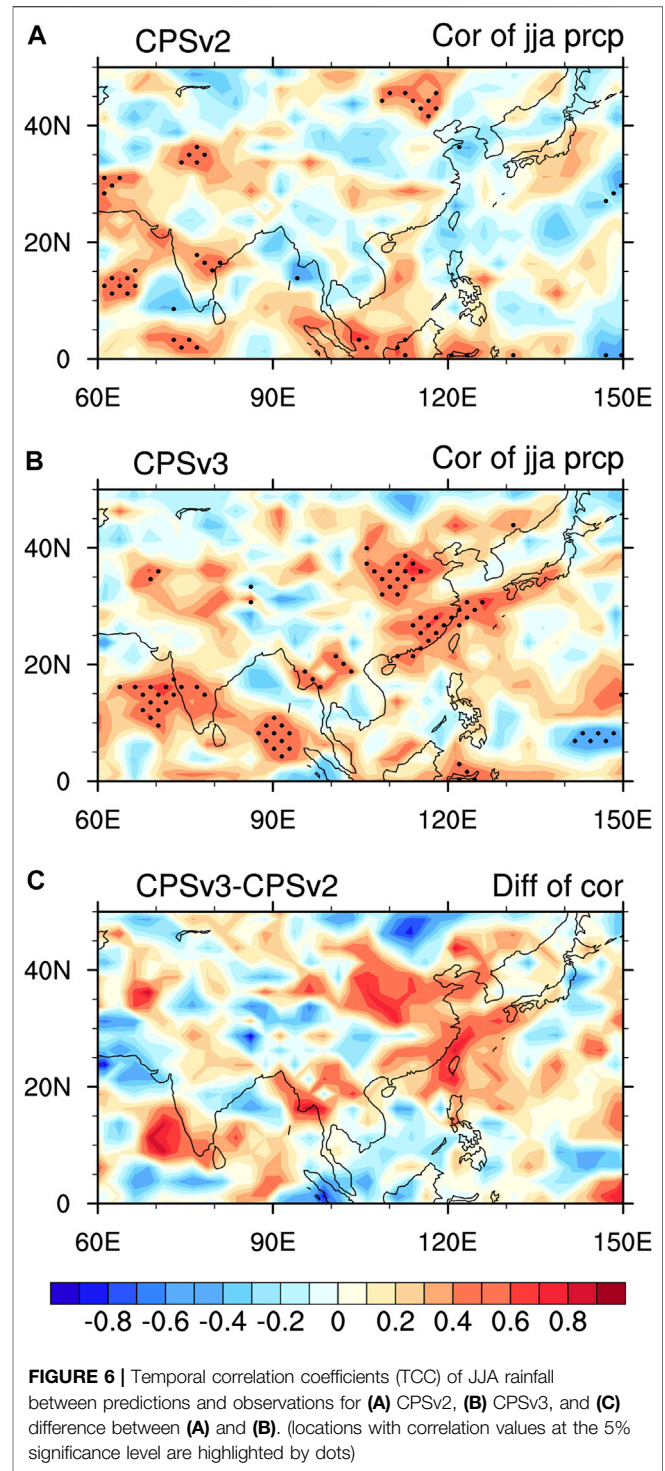 A
CPSv2 Cor of jja prcp
40N
20N
0
60E 90E 120E 150E
B
CPSv3 Cor of jja prcp
40N
20N
0
60E 90E 120E 150E
C
CPSv3-CPSv2 Diff of cor
40N
20N
0
60E 90E 120E 150E
-0.8 -0.6 -0.4 -0.2 0 0.2 0.4 0.6 0.8
FIGURE 6 | Temporal correlation coefficients (TCC) of JJA rainfall
between predictions and observations for (A) CPSv2, (B) CPSv3, and (C)
difference between (A) and (B). (locations with correlation values at the 5%
significance level are highlighted by dots)